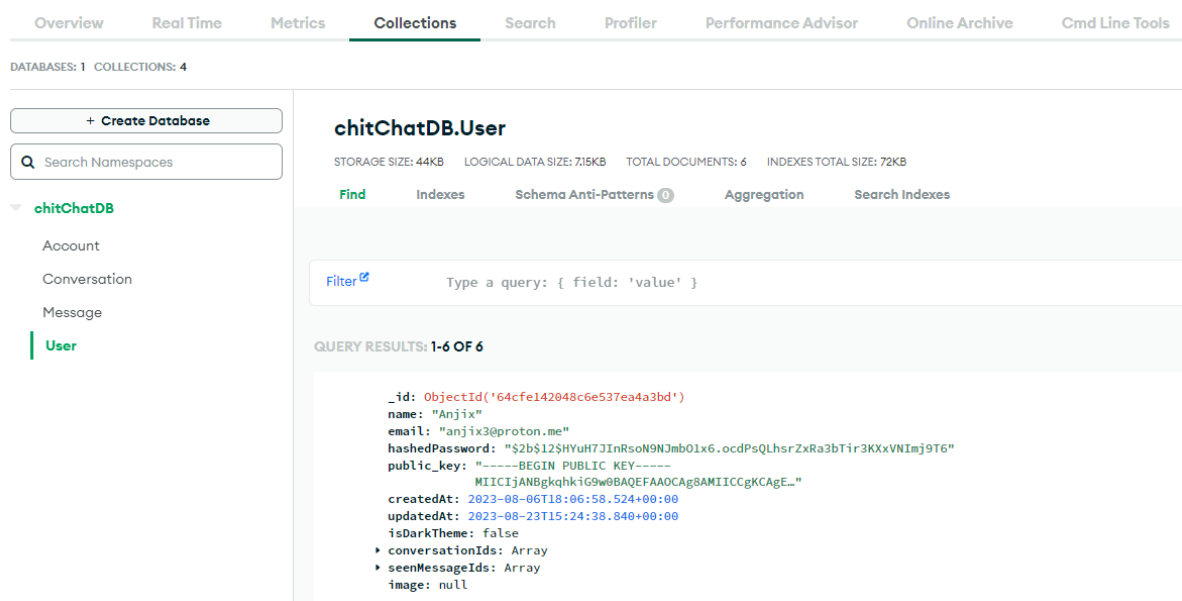 Overview Real Time Metrics Collections Search Profiler Performance Advisor Online Archive Cmd Line Tools
DATABASES: 1 COLLECTIONS: 4
+ Create Database
Search Namespaces
chitChatDB
Account
Conversation
Message
User
chitChatDB.User
STORAGE SIZE: 44KB LOGICAL DATA SIZE: 7.15KB TOTAL DOCUMENTS: 6 INDEXES TOTAL SIZE: 72KB
Find Indexes Schema Anti-Patterns 0 Aggregation Search Indexes
Filter Type a query: { field: 'value' }
QUERY RESULTS: 1-6 OF 6
_id: ObjectId('64cfe142048c6e537ea4a3bd')
name: "Anjix"
email: "anjix3@proton.me"
hashedPassword: "$2b$12$HYuH7JInRsoN9NJmbOlx6.ocdPsQLhsrZxRa3bTir3KXxVNImj9T6"
public_key: "-----BEGIN PUBLIC KEY-----
MIICIjANBgkqhkiG9w0BAQEFAAOCAg8AMIICCgKCAgE…"
createdAt: 2023-08-06T18:06:58.524+00:00
updatedAt: 2023-08-23T15:24:38.840+00:00
isDarkTheme: false
conversationIds: Array
seenMessageIds: Array
image: null